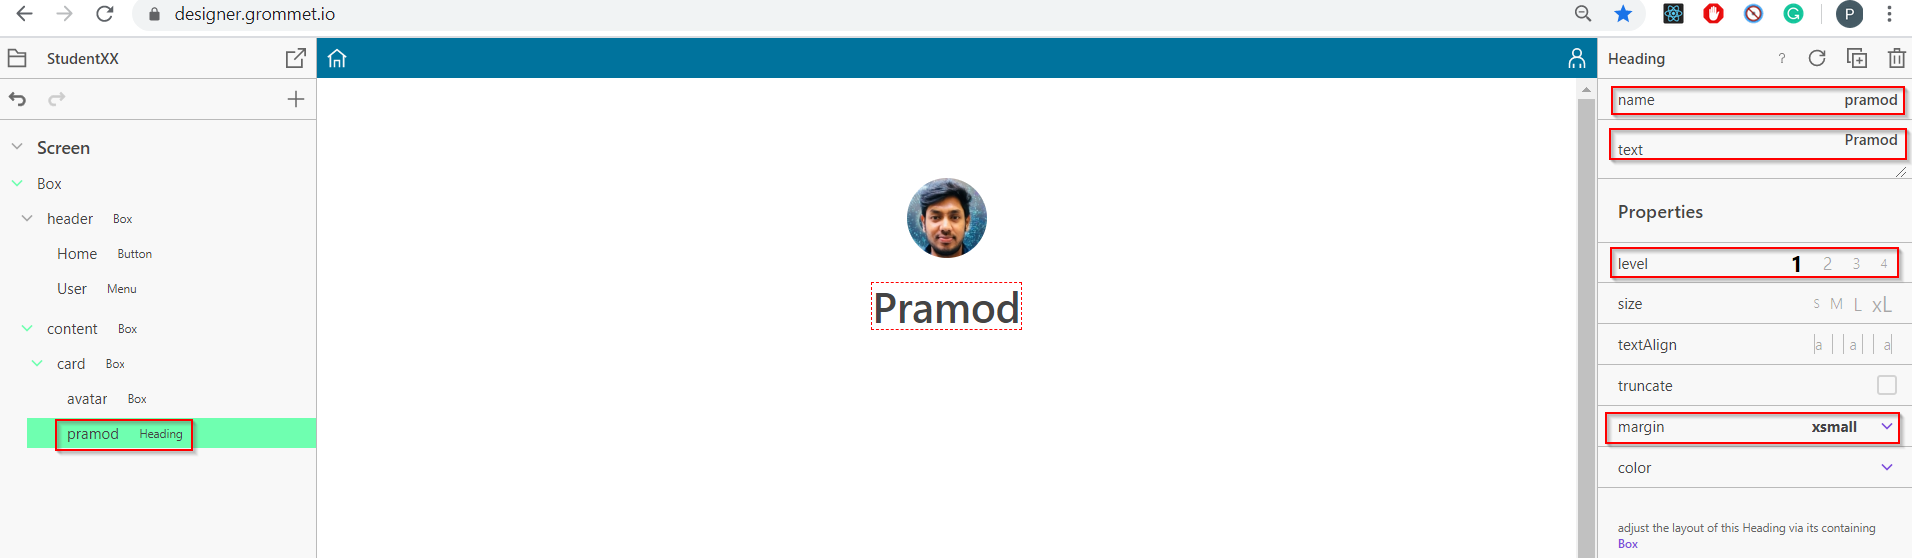 designer.grommet.io
P
StudentXX
Heading
?
name pramod
Pramod
text
Screen
Box
Properties
header Box
Home Button
level 1 2 3 4
User Menu
Pramod
size S M L xL
content Box
textAlign a a a
card Box
truncate
avatar Box
margin xsmall
pramod Heading
color
adjust the layout of this Heading via its containing
Box